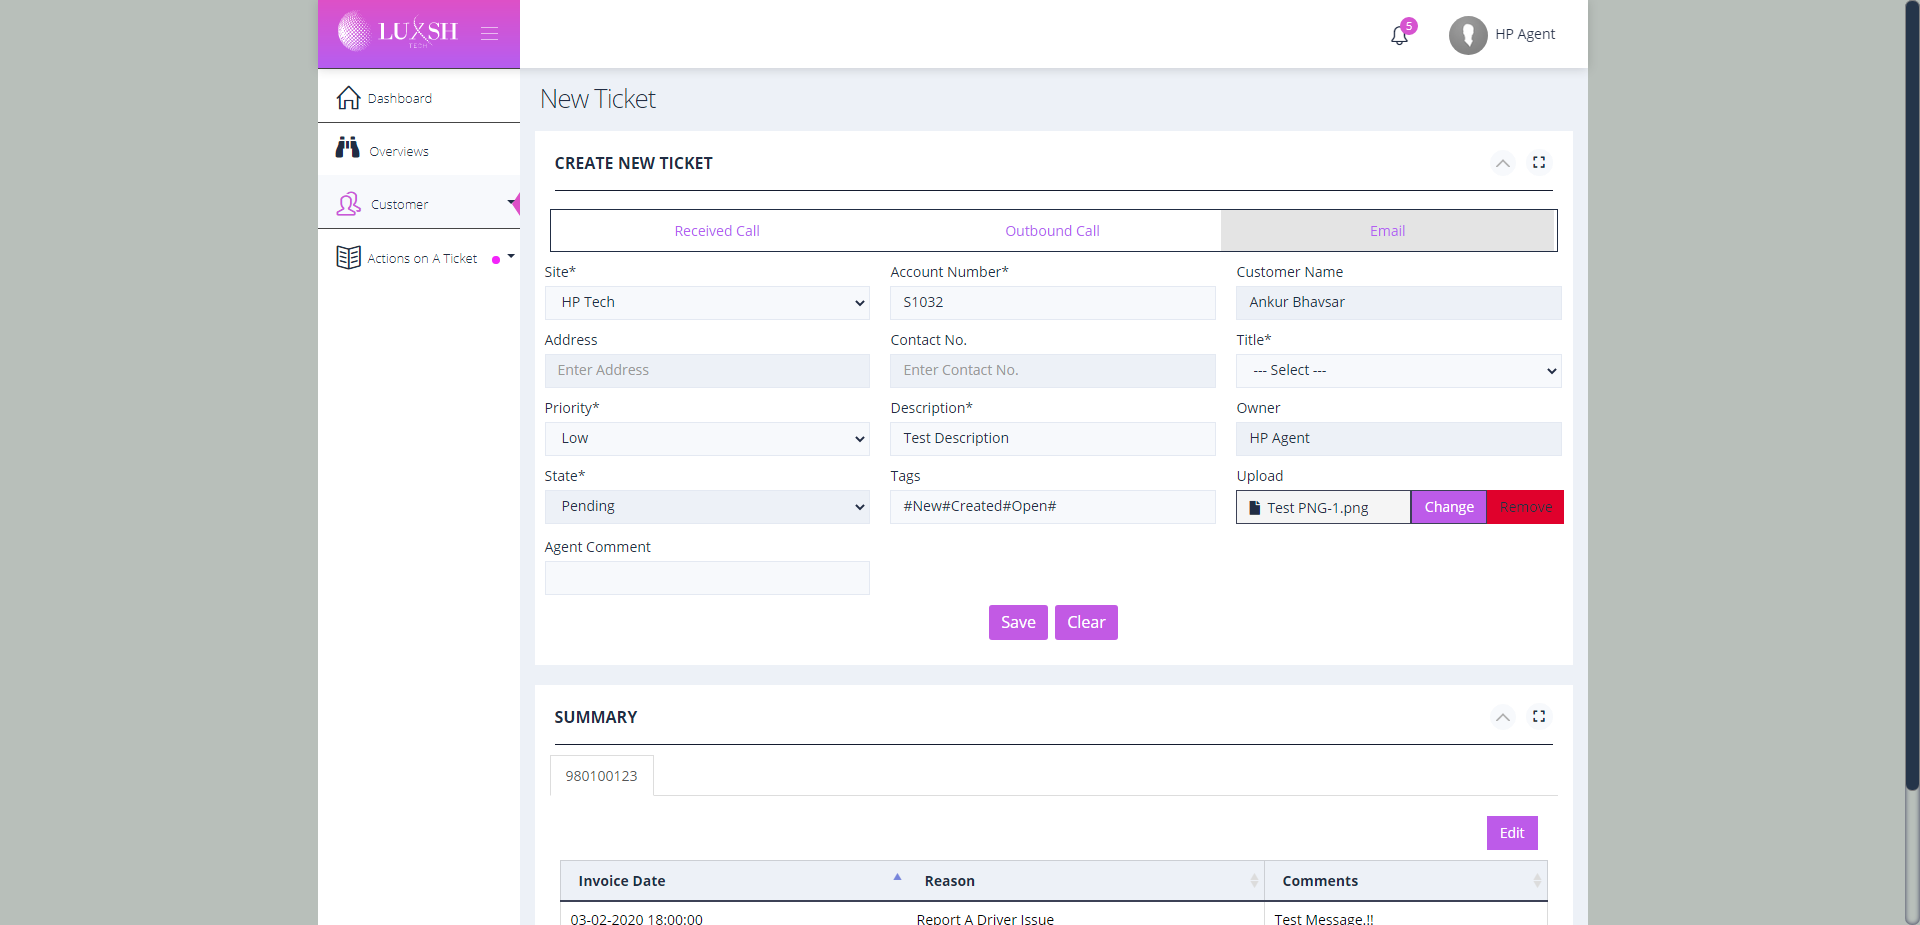 LUXSH
TECH
5
HP Agent
Dashboard
Overviews
Customer
Actions on A Ticket
New Ticket
CREATE NEW TICKET
Received Call
Outbound Call
Email
Site*
Account Number*
Customer Name
HP Tech
S1032
Ankur Bhavsar
Address
Contact No.
Title*
Enter Address
Enter Contact No.
--- Select ---
Priority*
Description*
Owner
Low
Test Description
HP Agent
State*
Tags
Upload
Pending
#New#Created#Open#
Test PNG-1.png
Change
Remove
Agent Comment
Save
Clear
SUMMARY
980100123
Edit
Invoice Date
Reason
Comments
03-02-2020 18:00:00
Report A Driver Issue
Test Message.!!